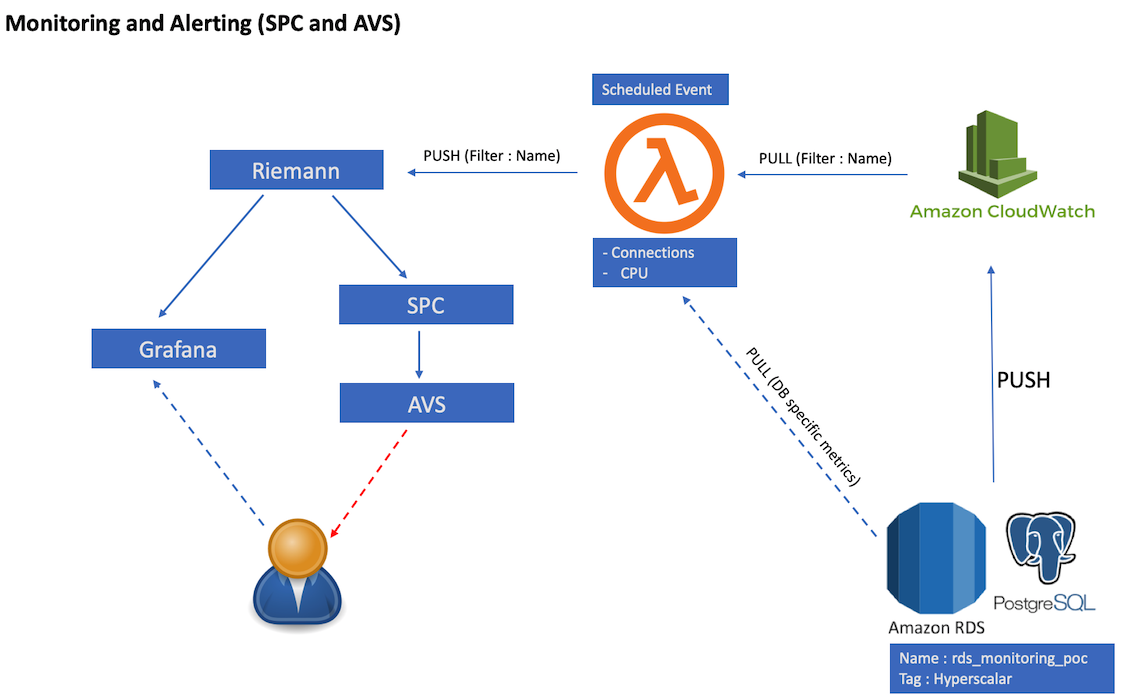 Monitoring and Alerting (SPC and AVS)
Scheduled Event
PUSH (Filter : Name)
PULL (Filter : Name)
Riemann
Amazon CloudWatch
- Connections
- CPU
SPC
Grafana
AVS
PULL (DB specific metrics)
PUSH
PostgreSQL
Amazon RDS
Name : rds_monitoring_poc
Tag : Hyperscalar